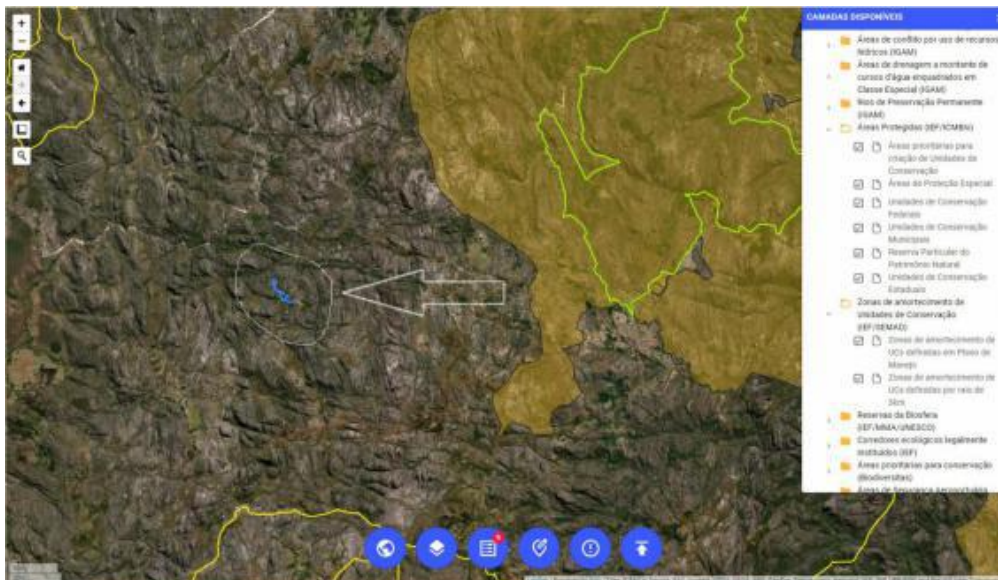 CAMADAS DISPONÍVEIS
Áreas de conflito por uso de recursos
hídricos (IGAM)
Áreas de drenagem a montante de
cursos d'água enquadrados em
Classe Especial (IGAM)
Rios de Preservação Permanente
(IGAM)
Áreas Protegidas (IEF/ICMBio)
Áreas prioritárias para
criação de Unidades de
Conservação
Áreas de Proteção Especial
Unidades de Conservação
Federais
Unidades de Conservação
Municipais
Reserva Particular do
Patrimônio Natural
Unidades de Conservação
Estaduais
Zonas de amortecimento de
Unidades de Conservação
(IEF/SEMAD)
Zonas de amortecimento de
UCs definidas em Plano de
Manejo
Zonas de amortecimento de
UCs definidas por raio de
3km
Reservas da Biosfera
(IEF/MMA/UNESCO)
Corredores ecológicos legalmente
instituídos (IEF)
Áreas prioritárias para conservação
(Biodiversitas)
Áreas de Segurança Aeroportuária